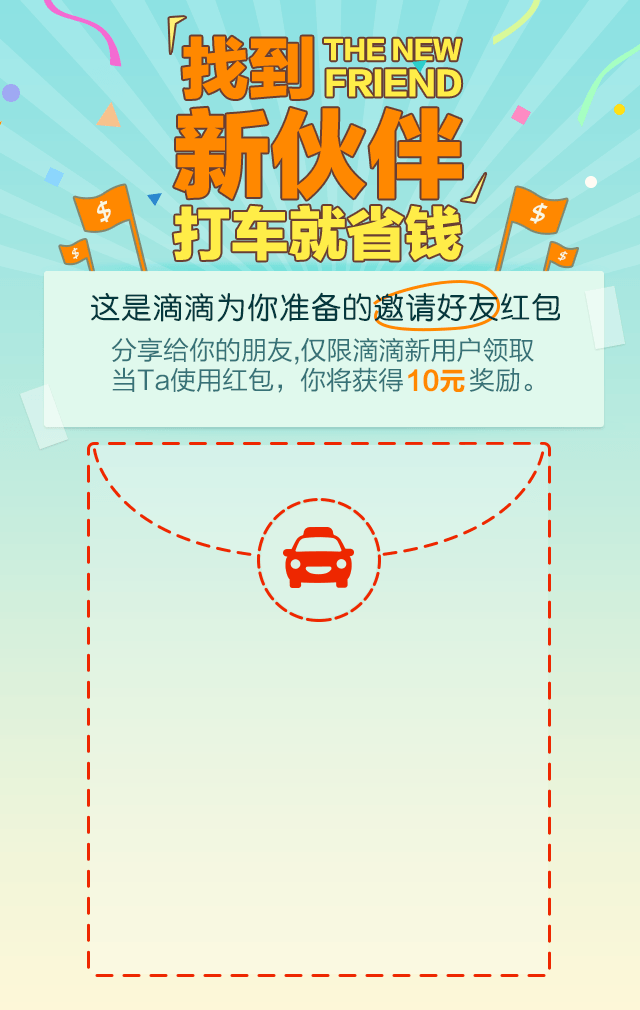 「找到
THE NEW
FRIEND
新伙伴」
打车就省钱
$
$
$
$
这是滴滴为你准备的邀请好友红包
分享给你的朋友,仅限滴滴新用户领取
当Ta使用红包，你将获得10元奖励。